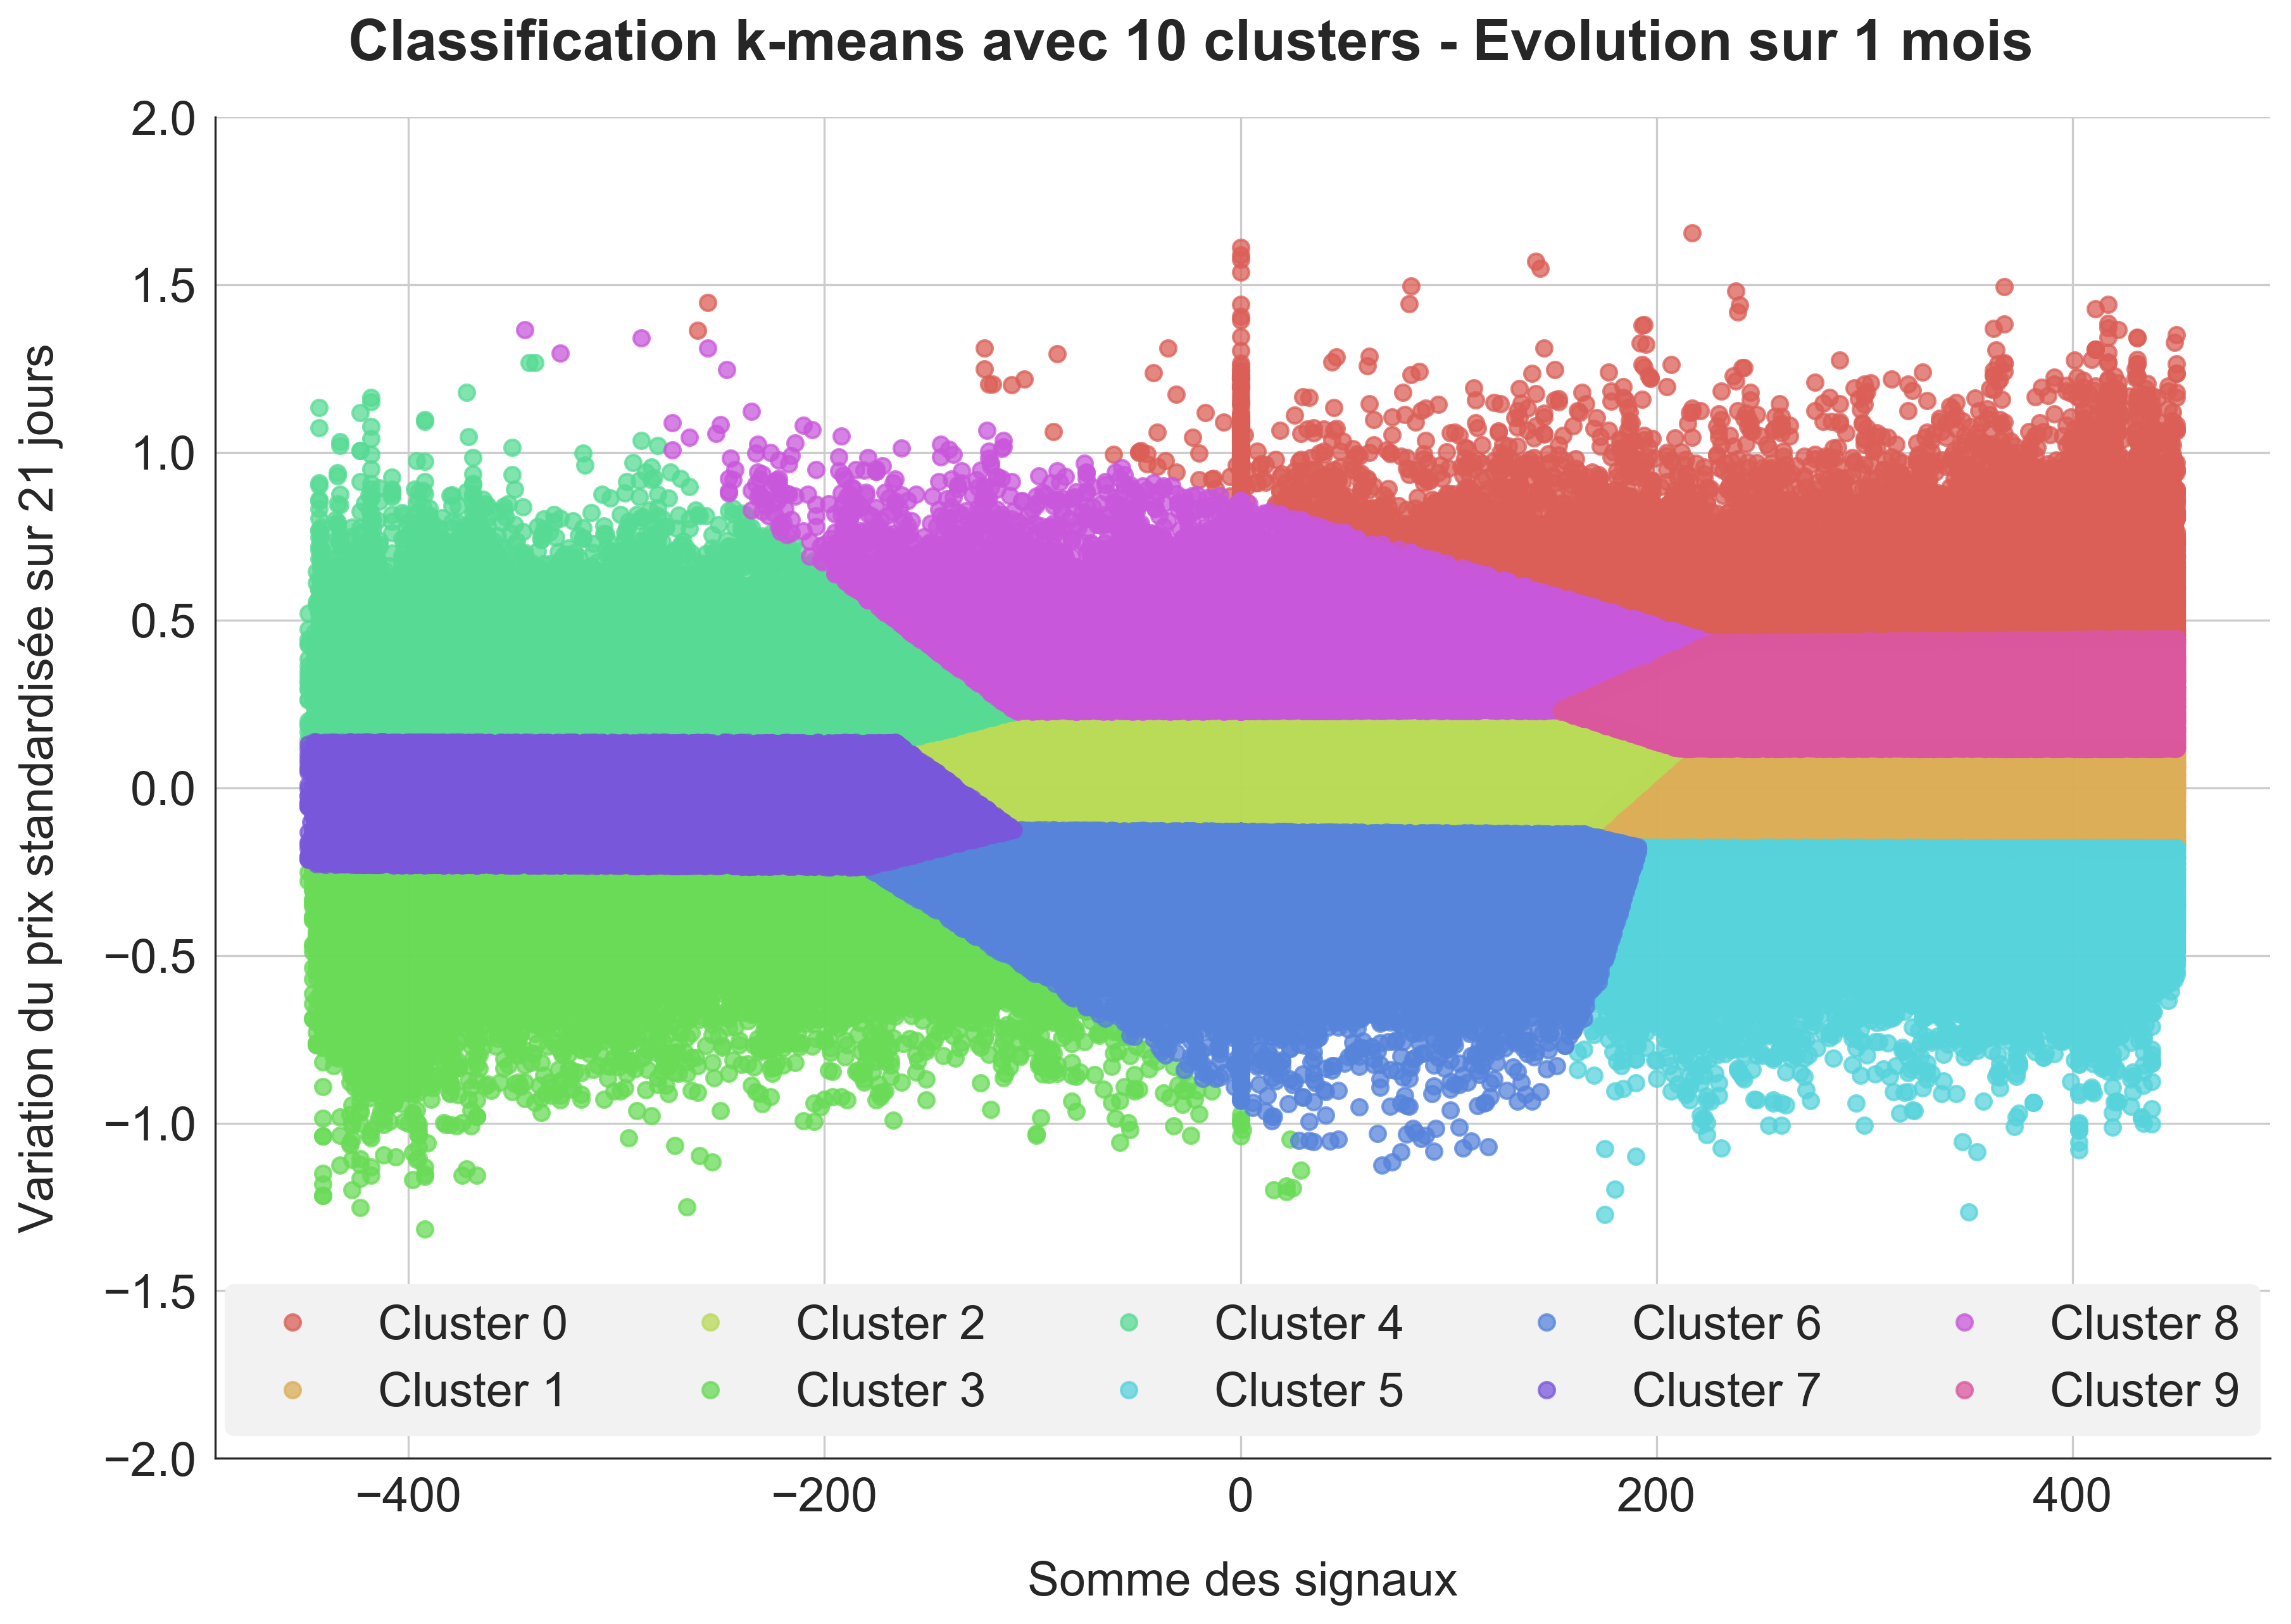 Classification k-means avec 10 clusters - Evolution sur 1 mois
Variation du prix standardisée sur 21 jours
2.0
1.5
1.0
0.5
0.0
−0.5
−1.0
−1.5
−2.0
Cluster 0
Cluster 2
Cluster 4
Cluster 6
Cluster 8
Cluster 1
Cluster 3
Cluster 5
Cluster 7
Cluster 9
−400
−200
0
200
400
Somme des signaux